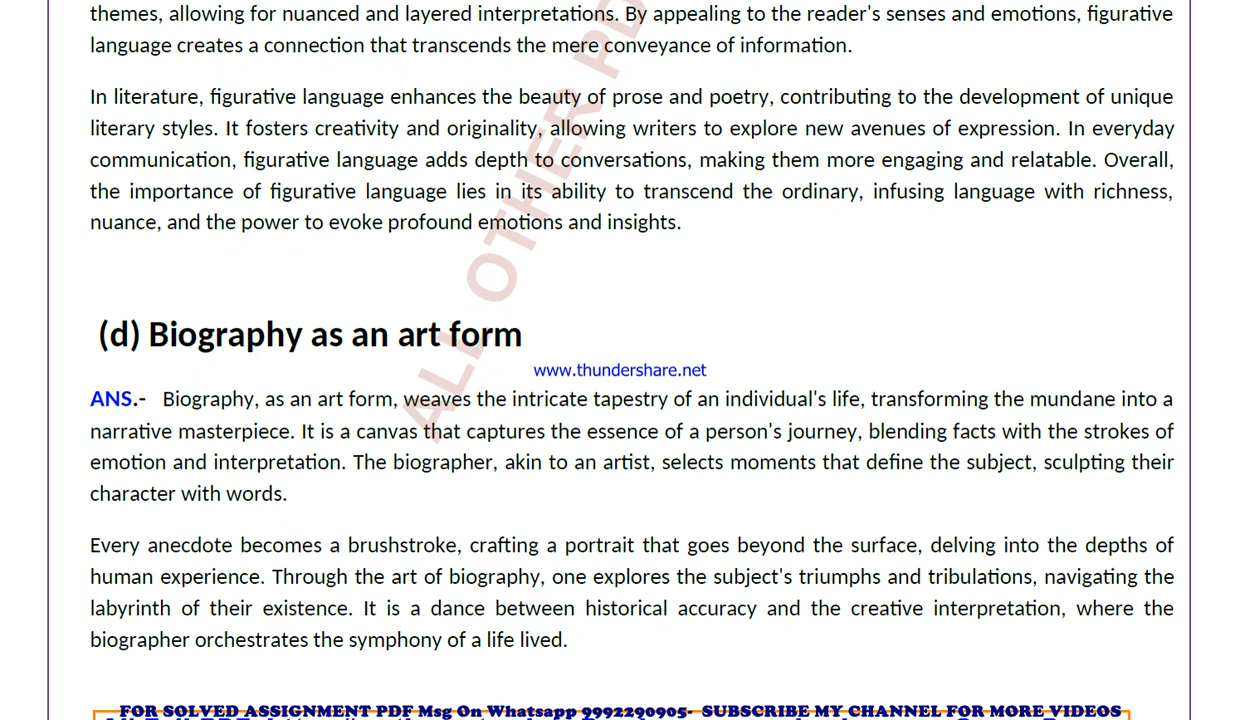 themes, allowing for nuanced and layered interpretations. By appealing to the reader's senses and emotions, figurative
language creates a connection that transcends the mere conveyance of information.
In literature, figurative language enhances the beauty of prose and poetry, contributing to the development of unique
literary styles. It fosters creativity and originality, allowing writers to explore new avenues of expression. In everyday
communication, figurative language adds depth to conversations, making them more engaging and relatable. Overall,
the importance of figurative language lies in its ability to transcend the ordinary, infusing language with richness,
nuance, and the power to evoke profound emotions and insights.
ALL OTHER PD
(d) Biography as an art form
www.thundershare.net
ANS.- Biography, as an art form, weaves the intricate tapestry of an individual's life, transforming the mundane into a
narrative masterpiece. It is a canvas that captures the essence of a person's journey, blending facts with the strokes of
emotion and interpretation. The biographer, akin to an artist, selects moments that define the subject, sculpting their
character with words.
Every anecdote becomes a brushstroke, crafting a portrait that goes beyond the surface, delving into the depths of
human experience. Through the art of biography, one explores the subject's triumphs and tribulations, navigating the
labyrinth of their existence. It is a dance between historical accuracy and the creative interpretation, where the
biographer orchestrates the symphony of a life lived.
FOR SOLVED ASSIGNMENT PDF Msg On Whatsapp 9992290905- SUBSCRIBE MY CHANNEL FOR MORE VIDEOS